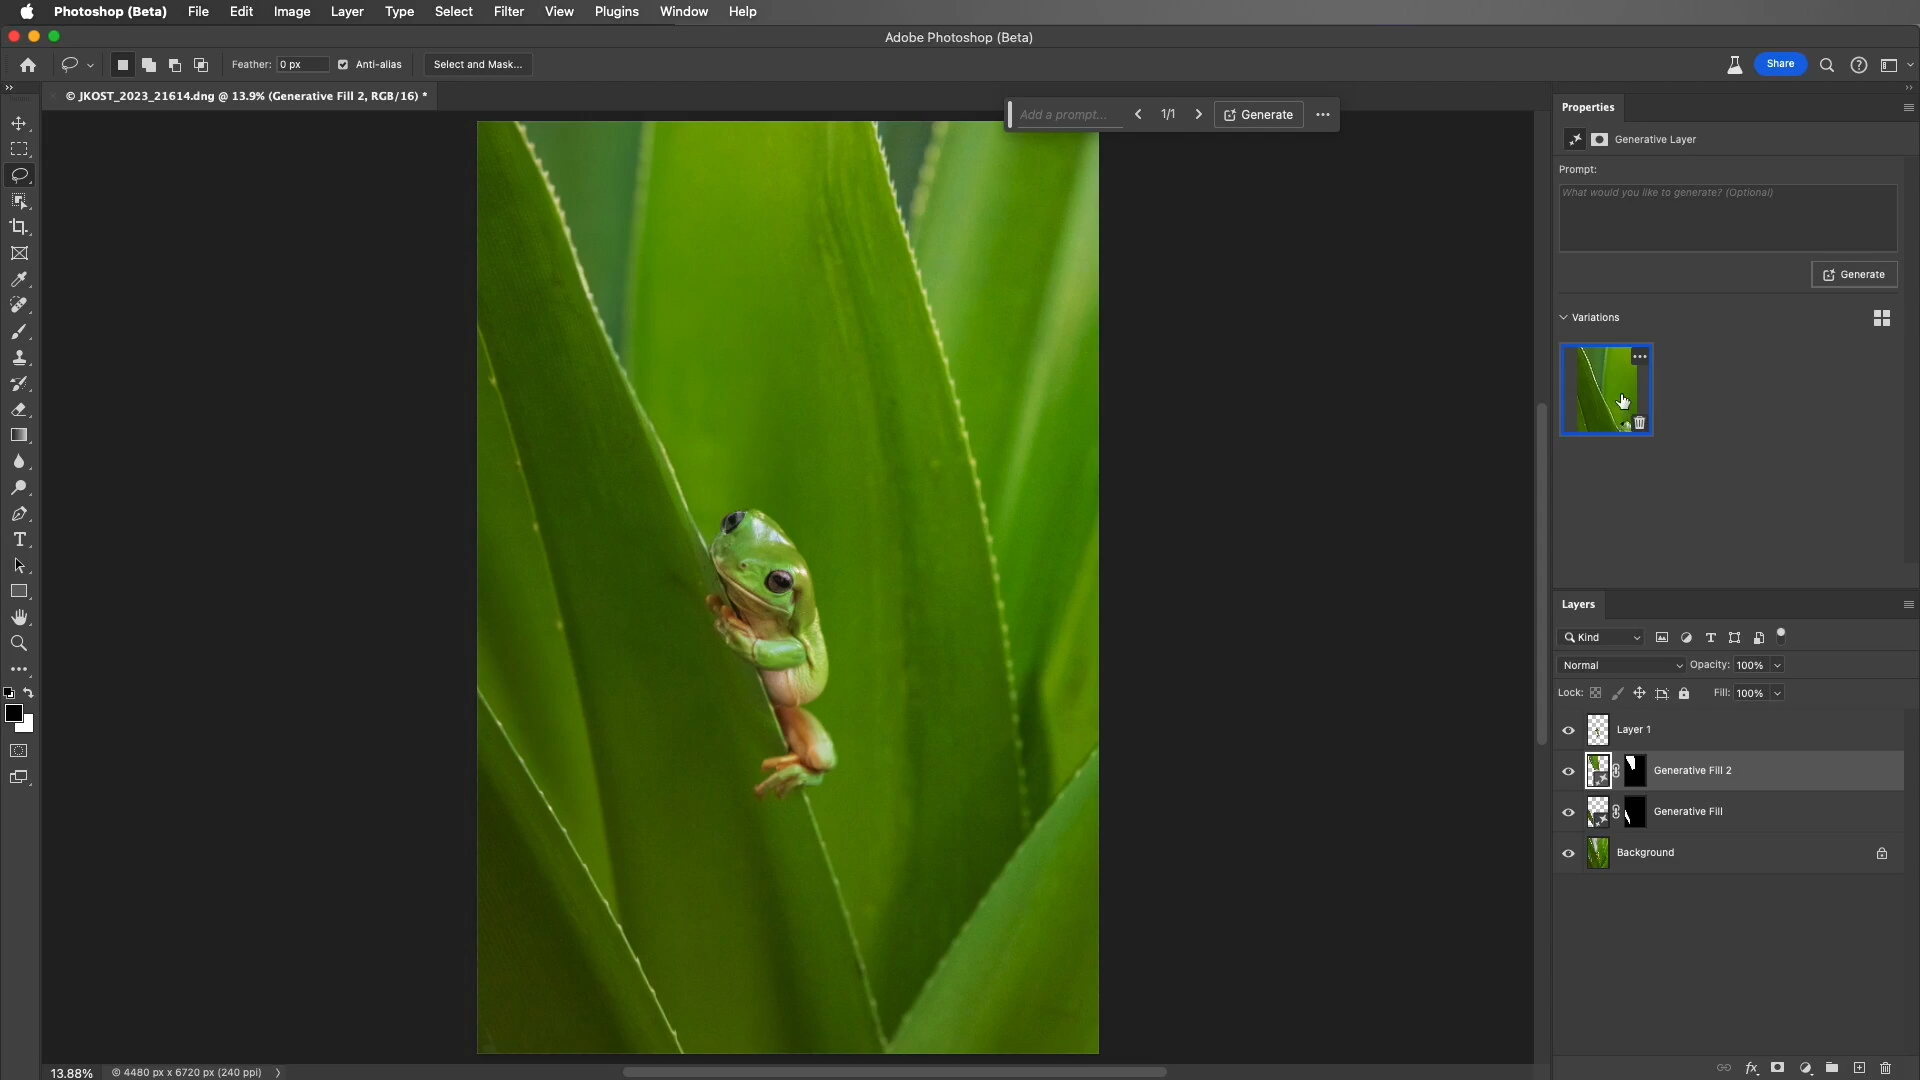 Photoshop (Beta) File Edit Image Layer Type Select Filter View Plugins Window Help
Adobe Photoshop (Beta)
Feather: 0 px Anti-alias Select and Mask... Share
© JKOST_2023_21614.dng @ 13.9% (Generative Fill 2, RGB/16) *
Add a prompt... 1/1 Generate
Properties
Generative Layer
Prompt:
What would you like to generate? (Optional)
Generate
Variations
Layers
Kind
Normal Opacity: 100%
Lock: Fill: 100%
Layer 1
Generative Fill 2
Generative Fill
Background
13.88% © 4480 px x 6720 px (240 ppi)